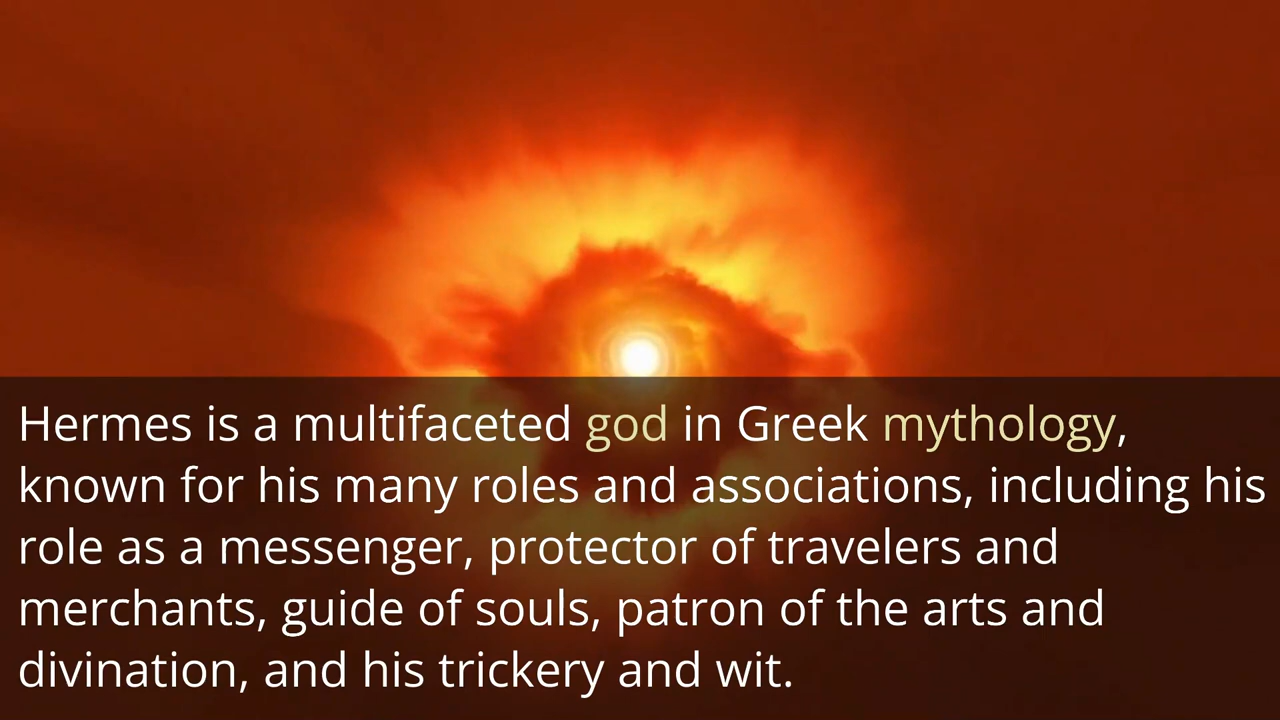 Hermes is a multifaceted god in Greek mythology,
known for his many roles and associations, including his
role as a messenger, protector of travelers and
merchants, guide of souls, patron of the arts and
divination, and his trickery and wit.